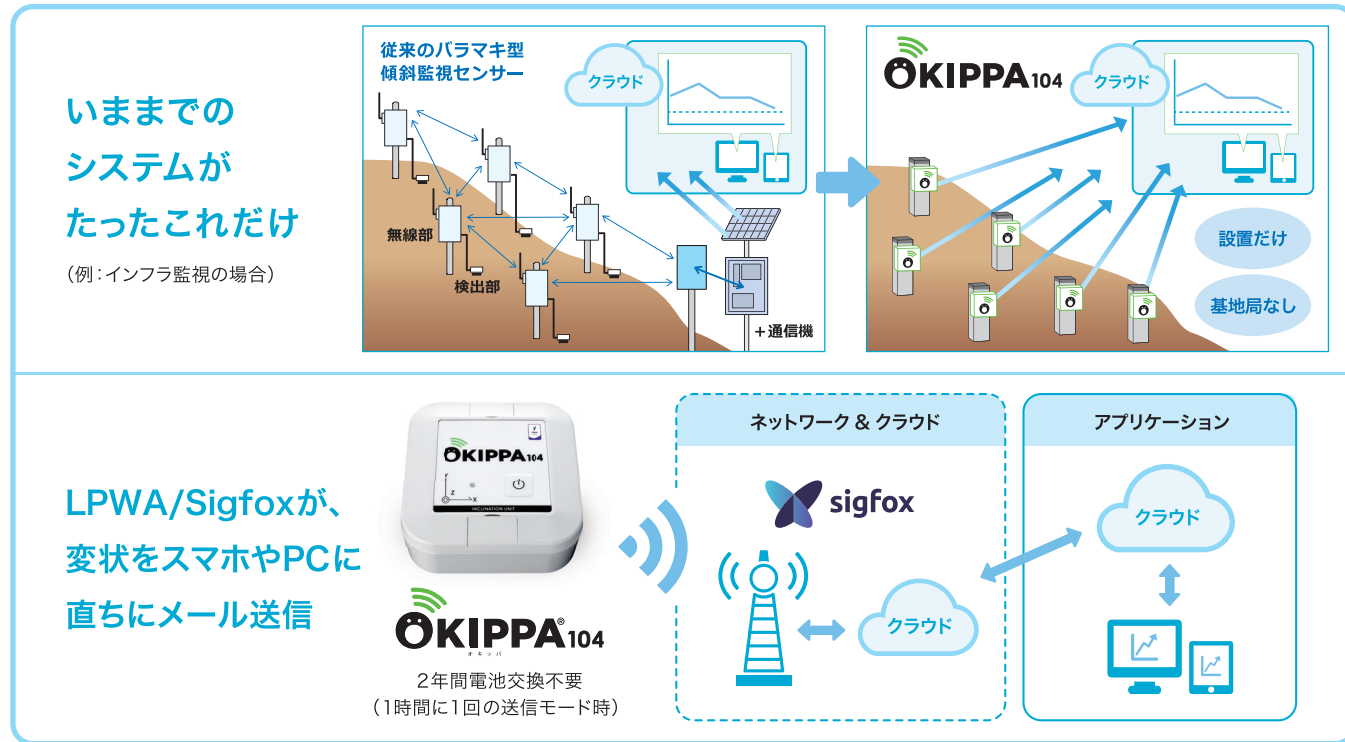 いままでの
システムが
たったこれだけ
(例：インフラ監視の場合)
従来のバラマキ型
傾斜監視センサー
クラウド
無線部
検出部
＋通信機
ÖKIPPA104
クラウド
設置だけ
基地局なし
LPWA/Sigfoxが、
変状をスマホやPCに
直ちにメール送信
ÖKIPPA104
Y
Z
X
INCLINATION UNIT
ÖKIPPA®104
オキッパ
2年間電池交換不要
(1時間に1回の送信モード時)
ネットワーク & クラウド
sigfox
クラウド
アプリケーション
クラウド